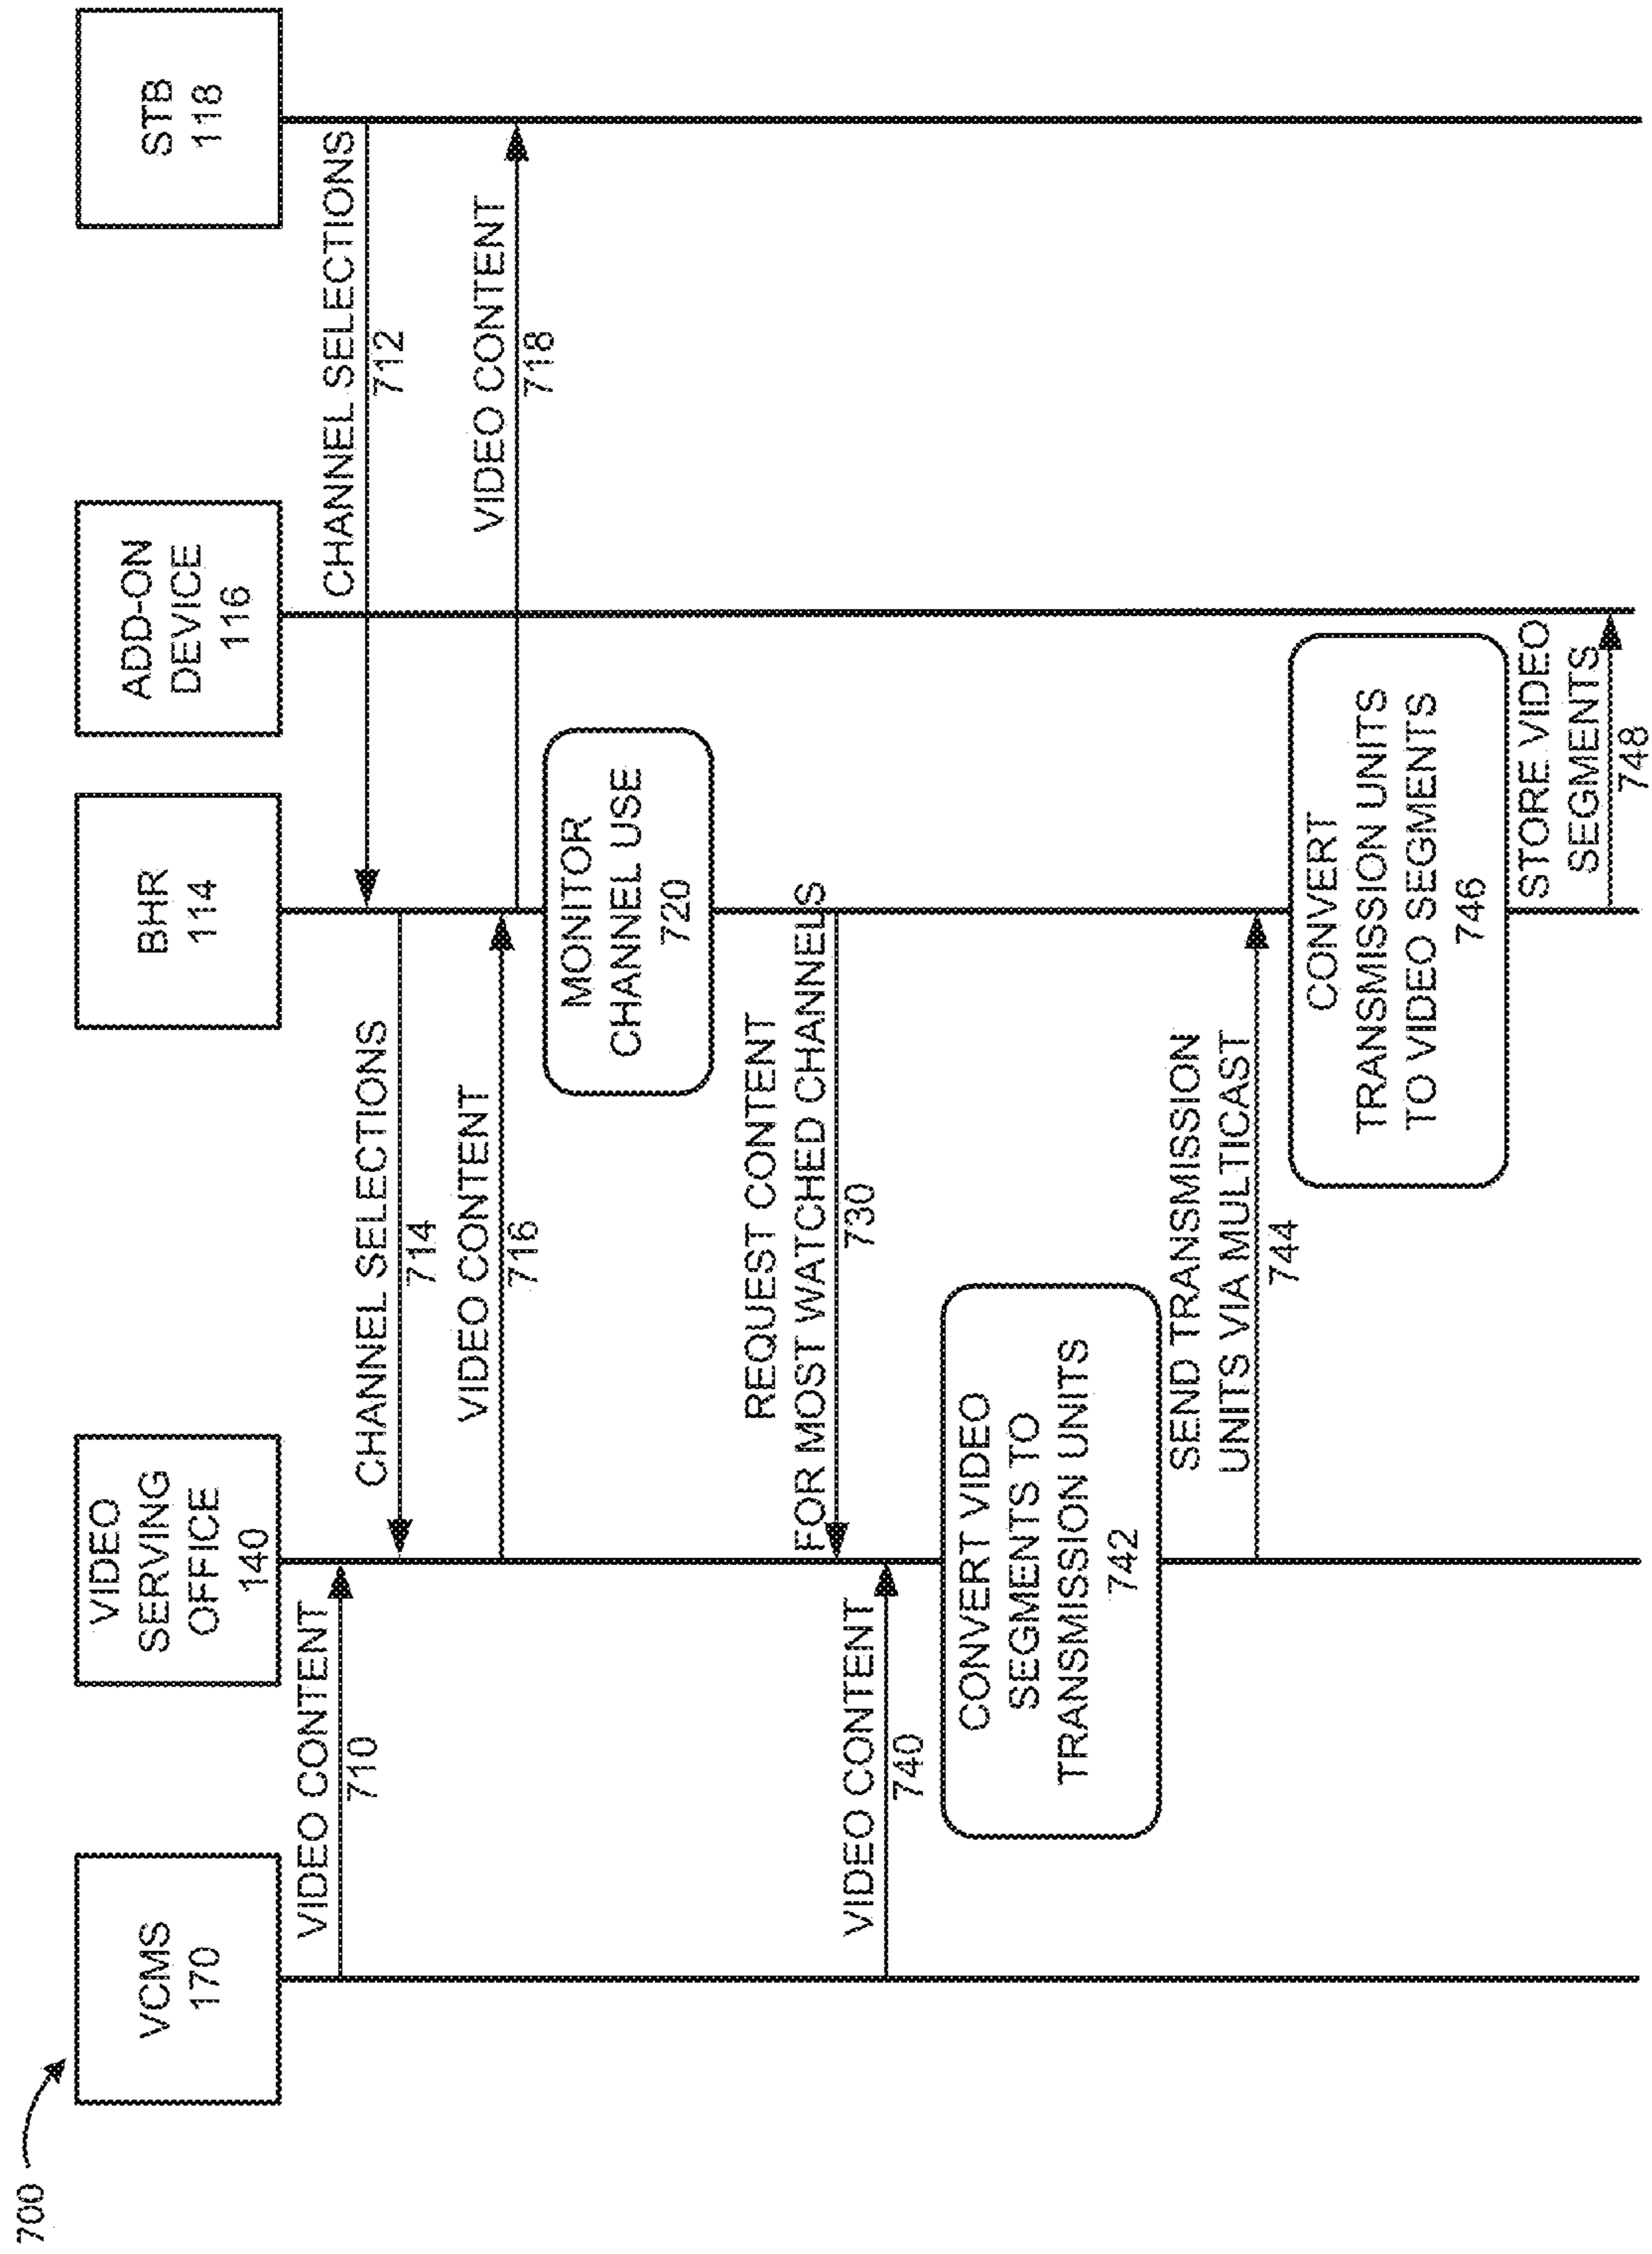 700
VCMS
170
VIDEO
SERVING
OFFICE
140
BHR
114
ADD-ON
DEVICE
116
STB
118
VIDEO CONTENT
710
CHANNEL SELECTIONS
712
CHANNEL SELECTIONS
714
VIDEO CONTENT
716
VIDEO CONTENT
718
MONITOR
CHANNEL USE
720
REQUEST CONTENT
FOR MOST WATCHED CHANNELS
730
VIDEO CONTENT
740
CONVERT VIDEO
SEGMENTS TO
TRANSMISSION UNITS
742
SEND TRANSMISSION
UNITS VIA MULTICAST
744
CONVERT
TRANSMISSION UNITS
TO VIDEO SEGMENTS
746
STORE VIDEO
SEGMENTS
748